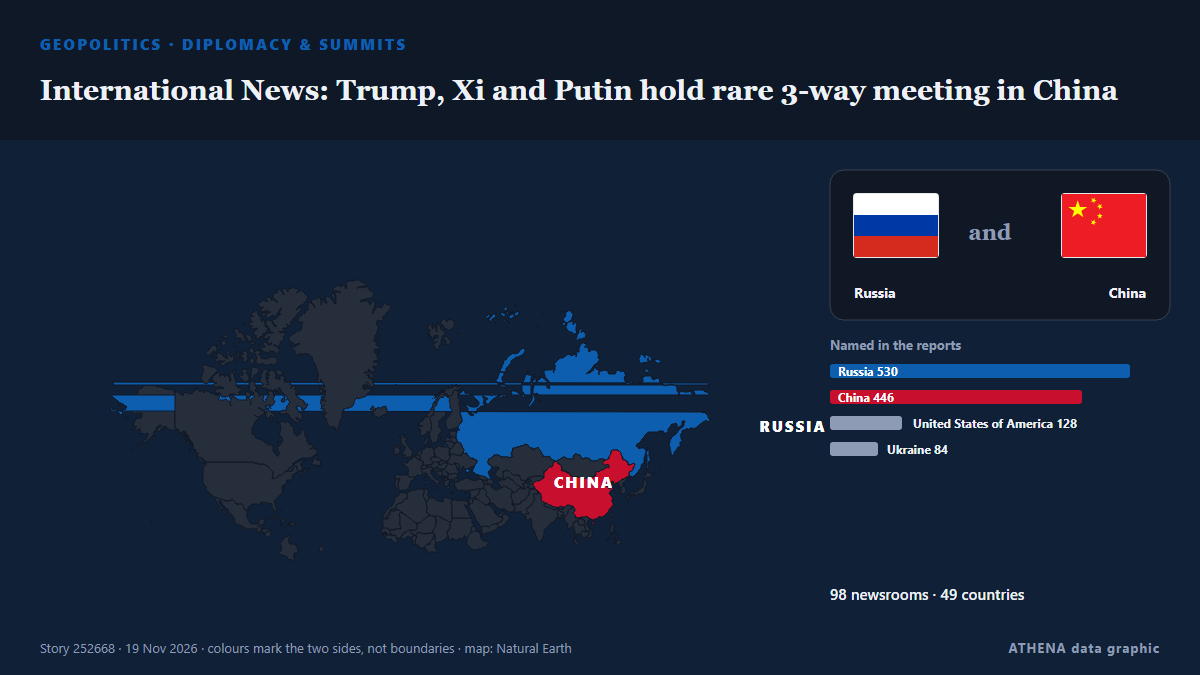 GEOPOLITICS · DIPLOMACY & SUMMITS
International News: Trump, Xi and Putin hold rare 3-way meeting in China
and
Russia
China
Named in the reports
Russia 530
China 446
United States of America 128
Ukraine 84
RUSSIA
CHINA
98 newsrooms · 49 countries
Story 252668 · 19 Nov 2026 · colours mark the two sides, not boundaries · map: Natural Earth
ATHENA data graphic